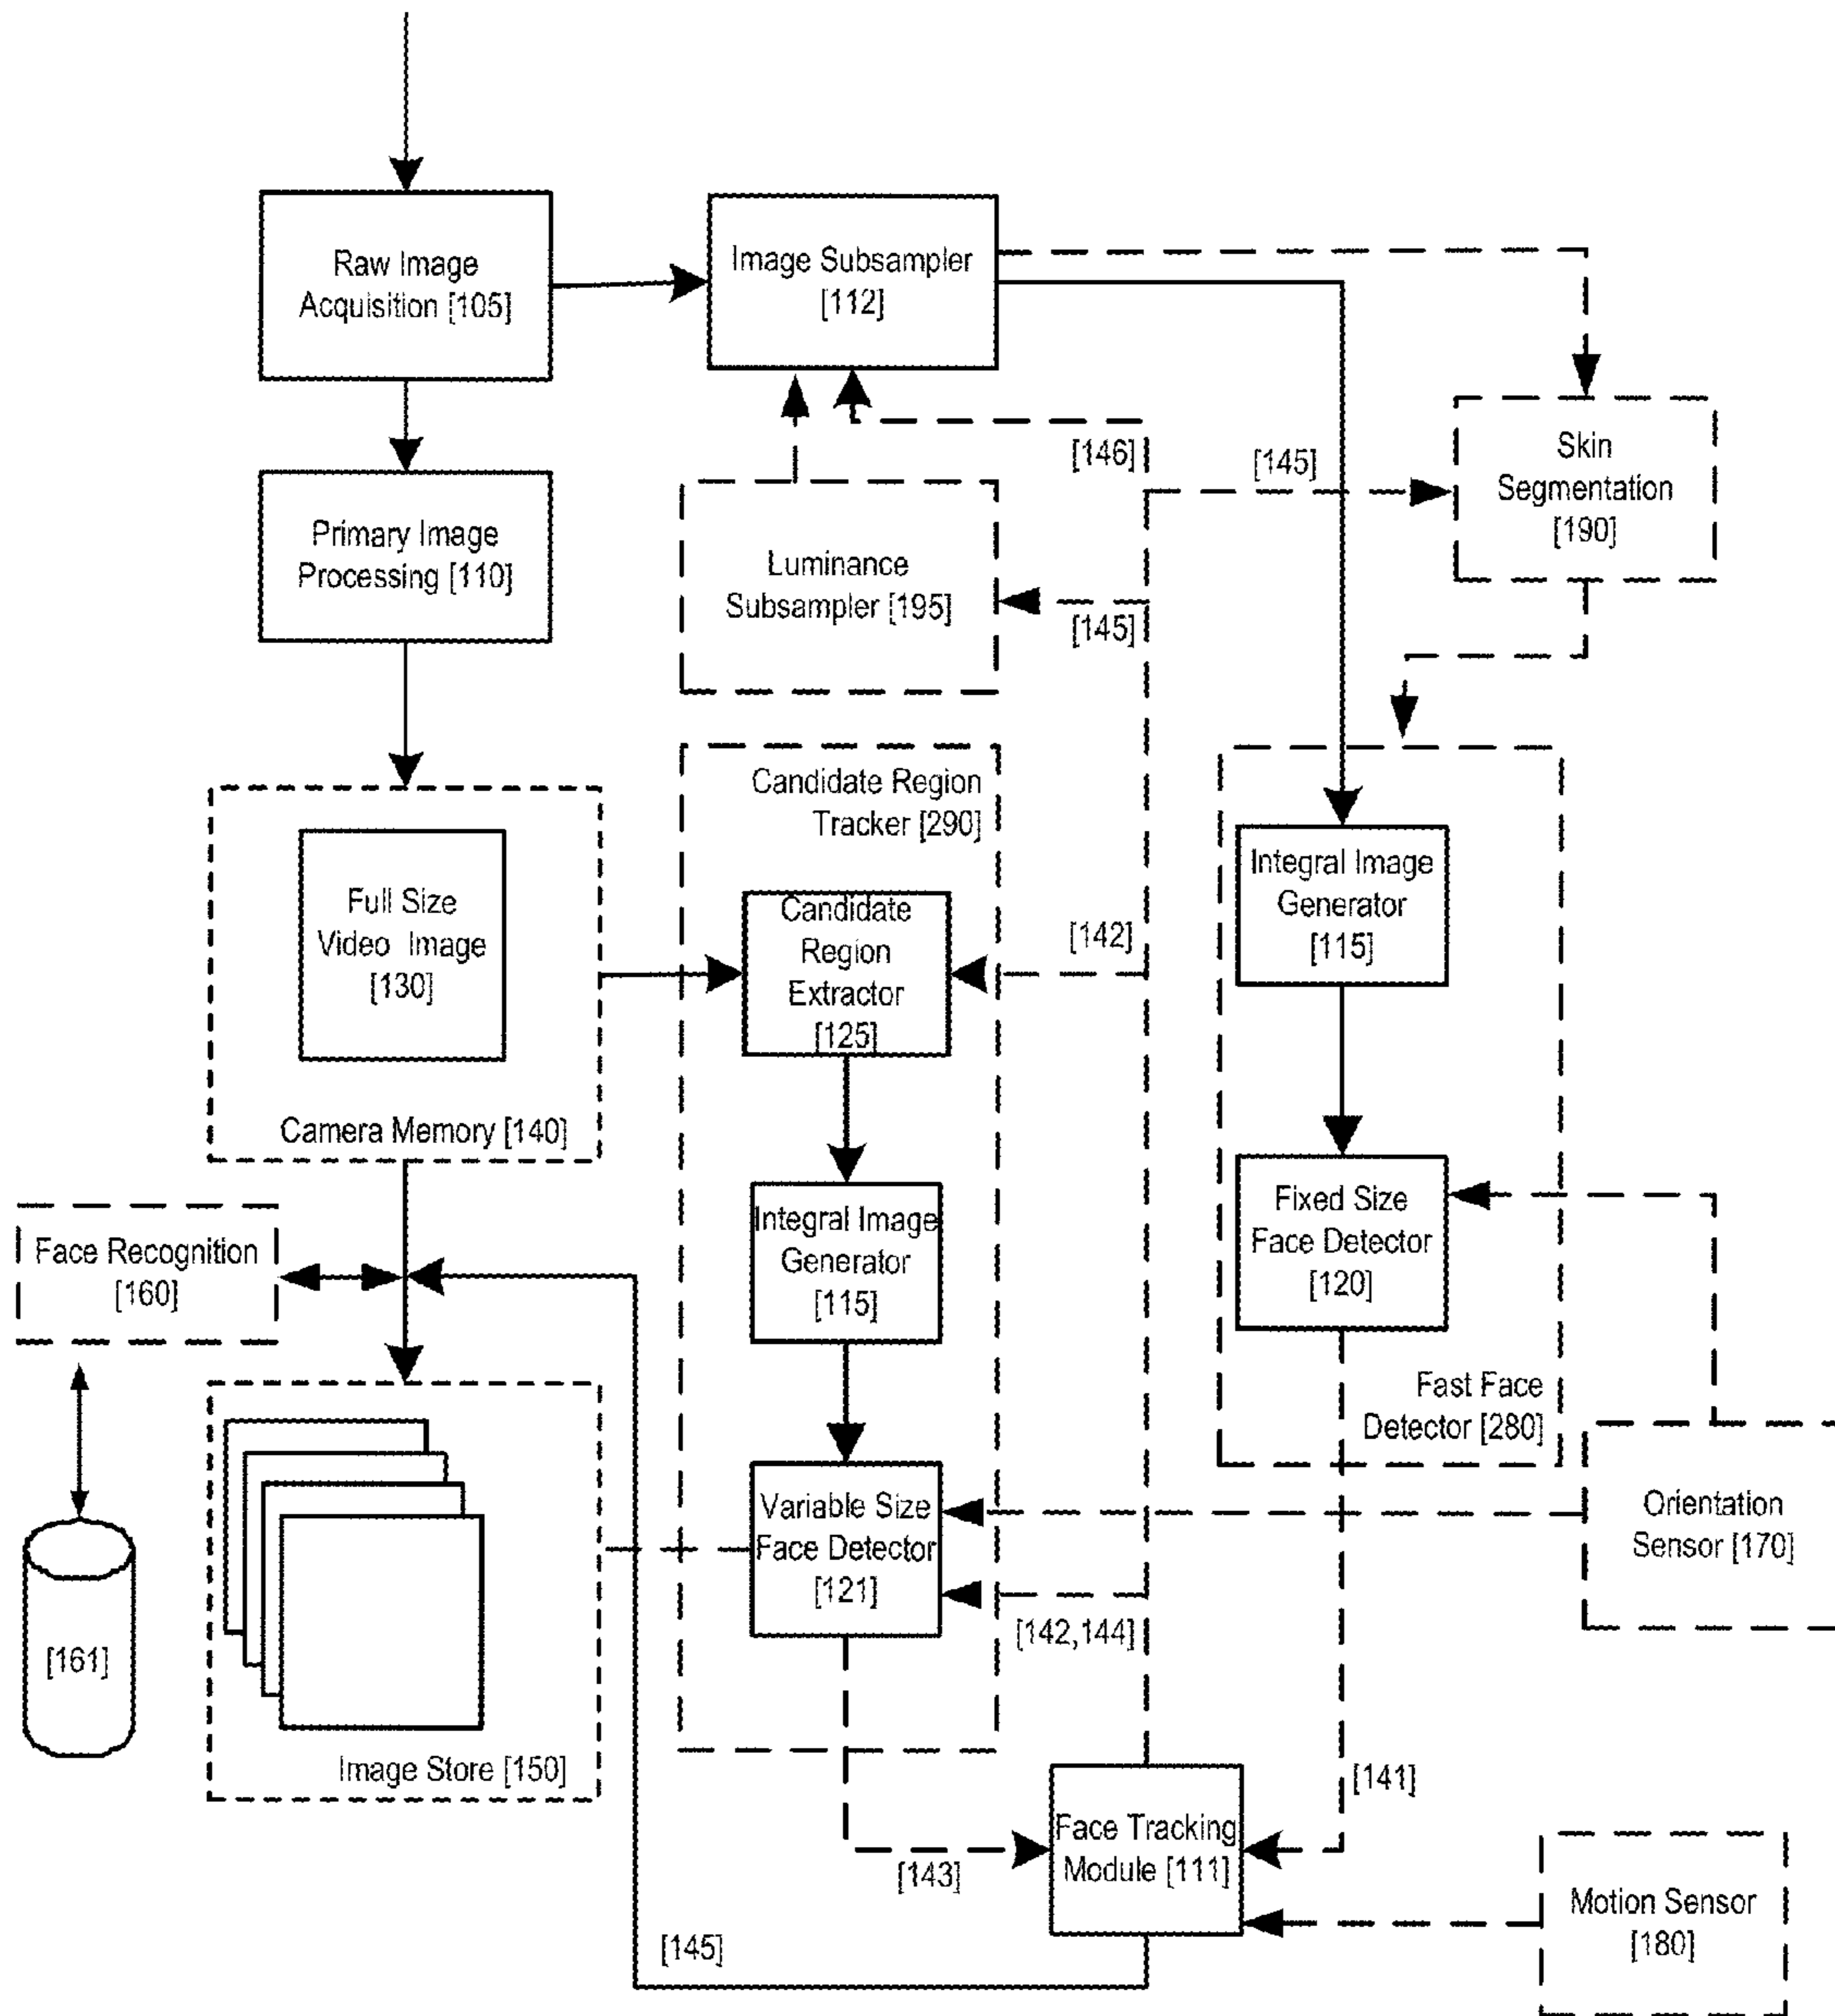 Raw Image
Acquisition [105]
Image Subsampler
[112]
[146]
[145]
Skin
Segmentation
[190]
Primary Image
Processing [110]
Luminance
Subsampler [195]
[145]
Candidate Region
Tracker [290]
Full Size
Video Image
[130]
Camera Memory [140]
Candidate
Region
Extractor
[125]
[142]
Integral Image
Generator
[115]
Integral Image
Generator
[115]
Fixed Size
Face Detector
[120]
Fast Face
Detector [280]
Face Recognition
[160]
[161]
Image Store [150]
Variable Size
Face Detector
[121]
[142,144]
Orientation
Sensor [170]
[141]
[143]
Face Tracking
Module [111]
Motion Sensor
[180]
[145]